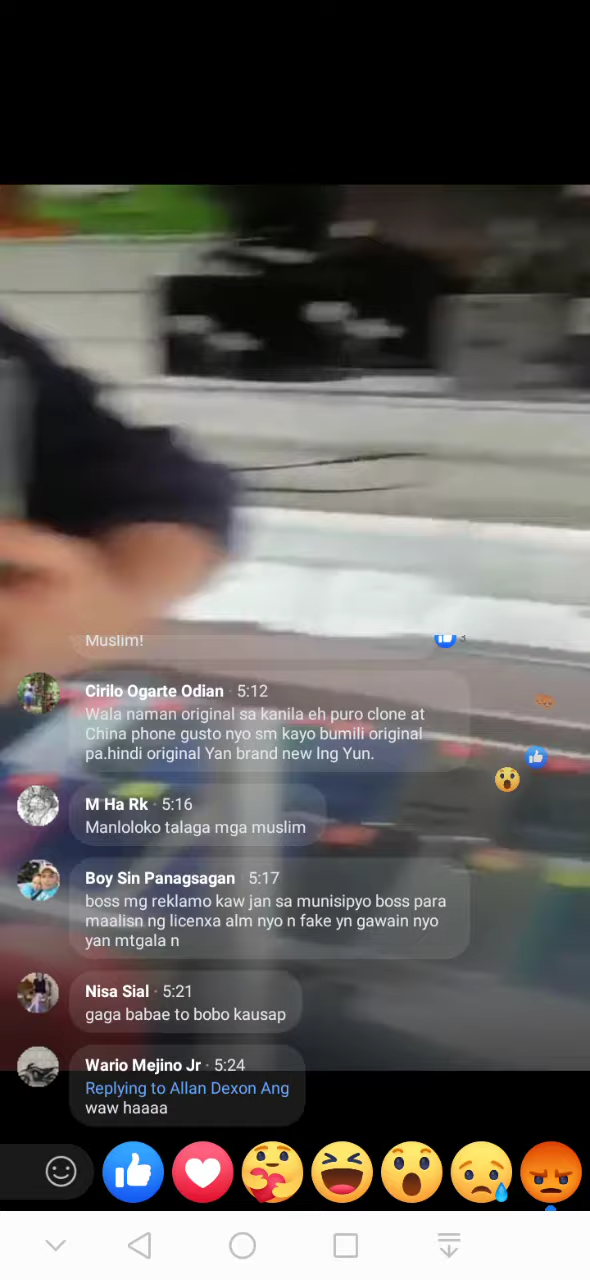 Muslim!
3
Cirilo Ogarte Odian · 5:12
Wala naman original sa kanila eh puro clone at
China phone gusto nyo sm kayo bumili original
pa.hindi original Yan brand new lng Yun.
M Ha Rk · 5:16
Manloloko talaga mga muslim
Boy Sin Panagsagan · 5:17
boss mg reklamo kaw jan sa munisipyo boss para
maalisn ng licenxa alm nyo n fake yn gawain nyo
yan mtgala n
Nisa Sial · 5:21
gaga babae to bobo kausap
Wario Mejino Jr · 5:24
Replying to Allan Dexon Ang
waw haaaa